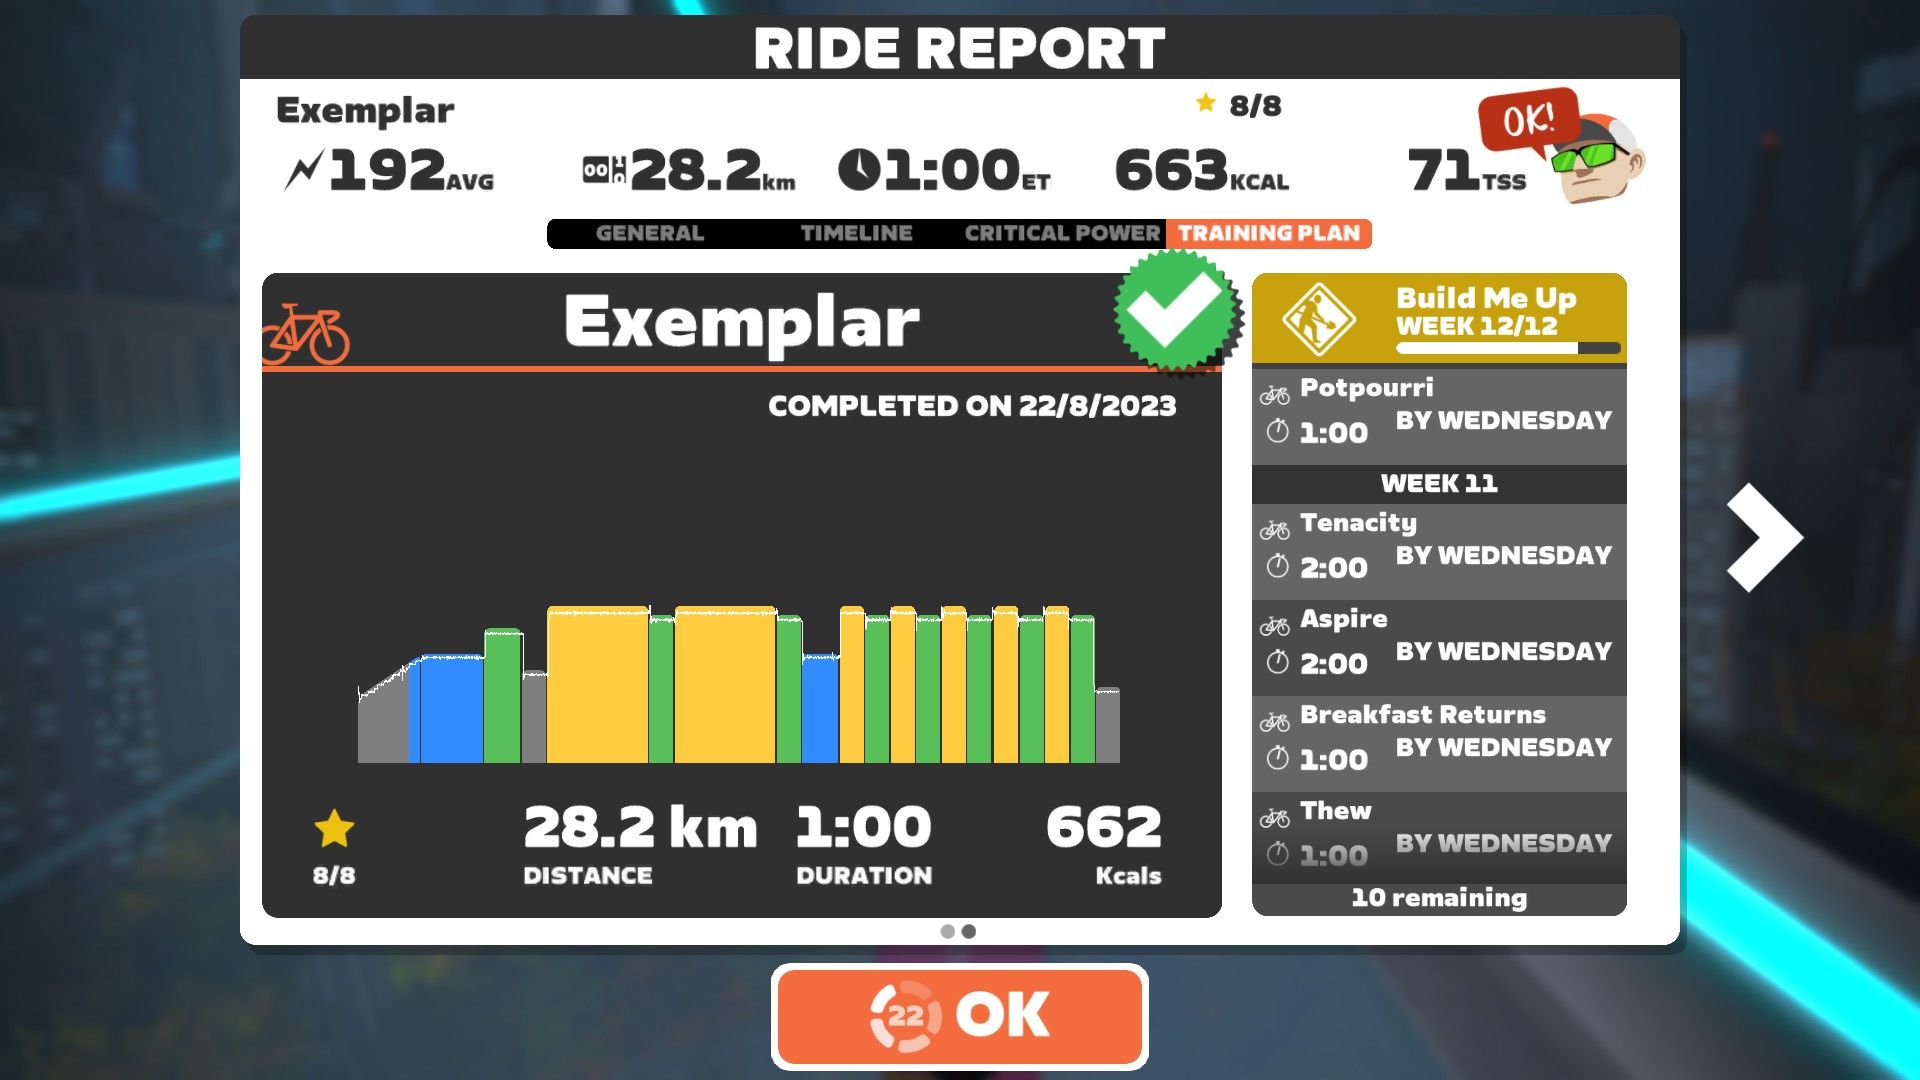 RIDE REPORT
Exemplar
8/8
192AVG
28.2km
1:00ET
663KCAL
71TSS
OK!
GENERAL
TIMELINE
CRITICAL POWER
TRAINING PLAN
Exemplar
COMPLETED ON 22/8/2023
8/8
28.2 km
DISTANCE
1:00
DURATION
662
Kcals
Build Me Up
WEEK 12/12
Potpourri
BY WEDNESDAY
1:00
WEEK 11
Tenacity
BY WEDNESDAY
2:00
Aspire
BY WEDNESDAY
2:00
Breakfast Returns
BY WEDNESDAY
1:00
Thew
BY WEDNESDAY
1:00
10 remaining
22 OK